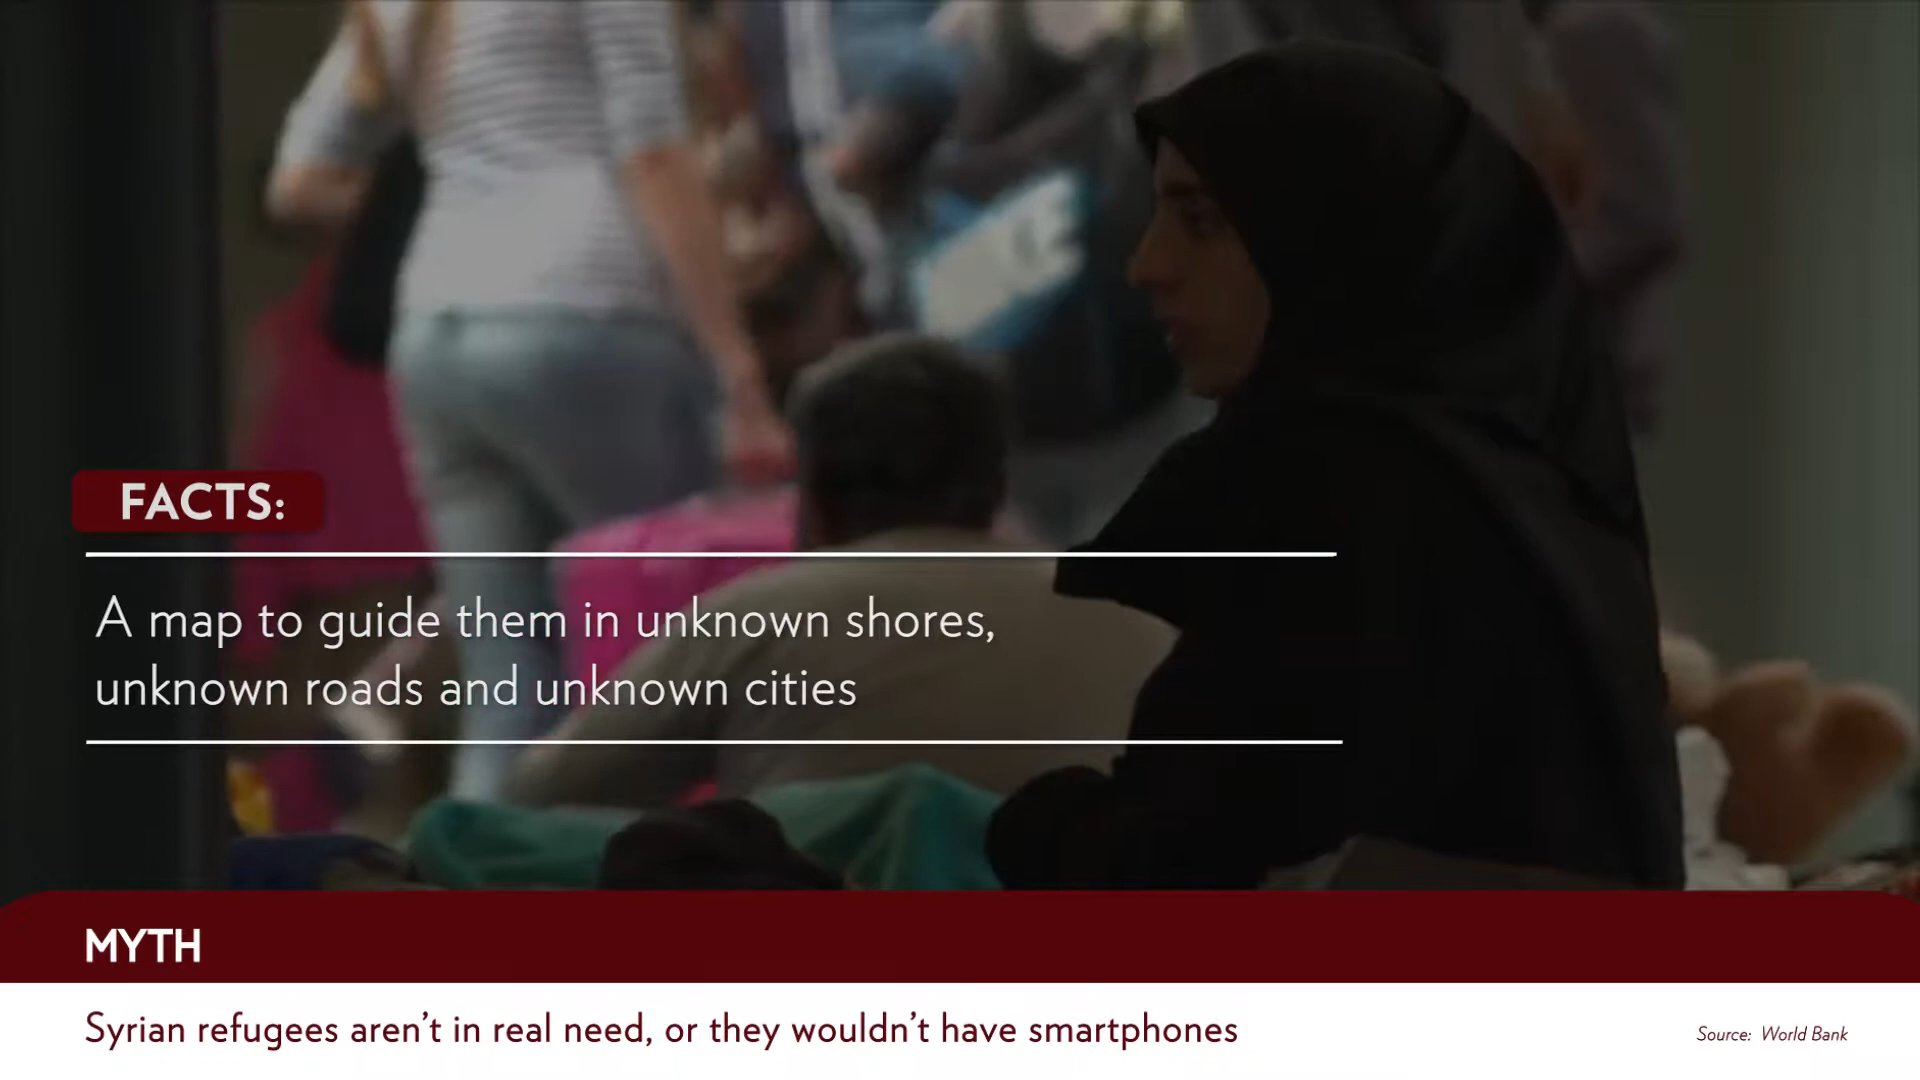 FACTS:
A map to guide them in unknown shores,
unknown roads and unknown cities
MYTH
Syrian refugees aren’t in real need, or they wouldn’t have smartphones
Source: World Bank